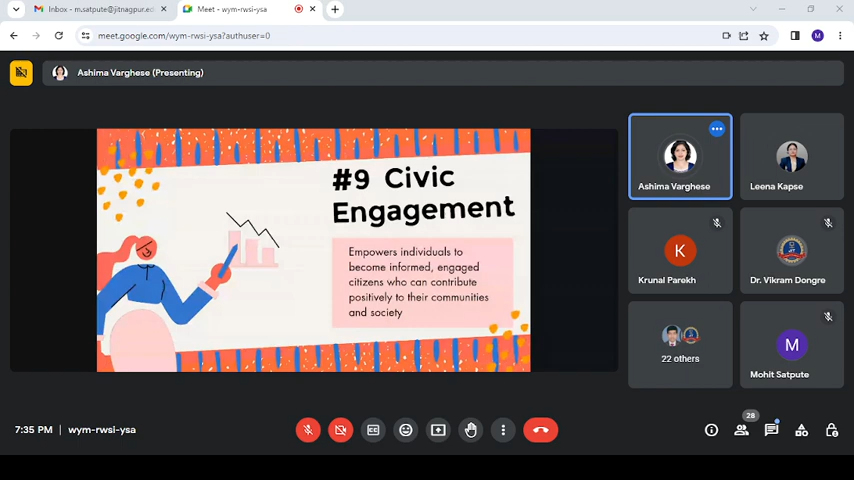 Inbox - m.satpute@jitnagpur.ed
Meet - wym-rwsi-ysa
meet.google.com/wym-rwsi-ysa?authuser=0
M
Ashima Varghese (Presenting)
#9 Civic
Engagement
Empowers individuals to
become informed, engaged
citizens who can contribute
positively to their communities
and society
Ashima Varghese
Leena Kapse
K
Krunal Parekh
Dr. Vikram Dongre
22 others
M
Mohit Satpute
7:35 PM | wym-rwsi-ysa
CC
28